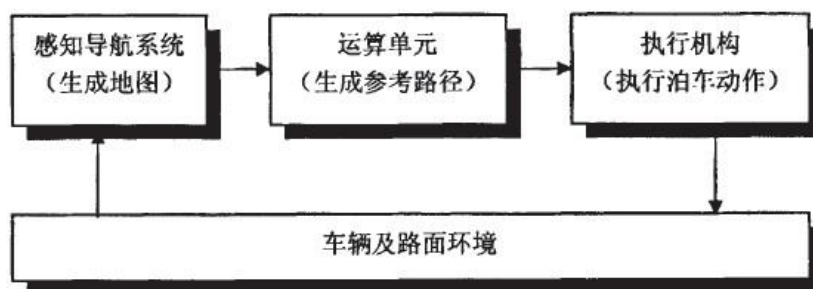 感知导航系统
（生成地图）
运算单元
（生成参考路径）
执行机构
（执行泊车动作）
车辆及路面环境